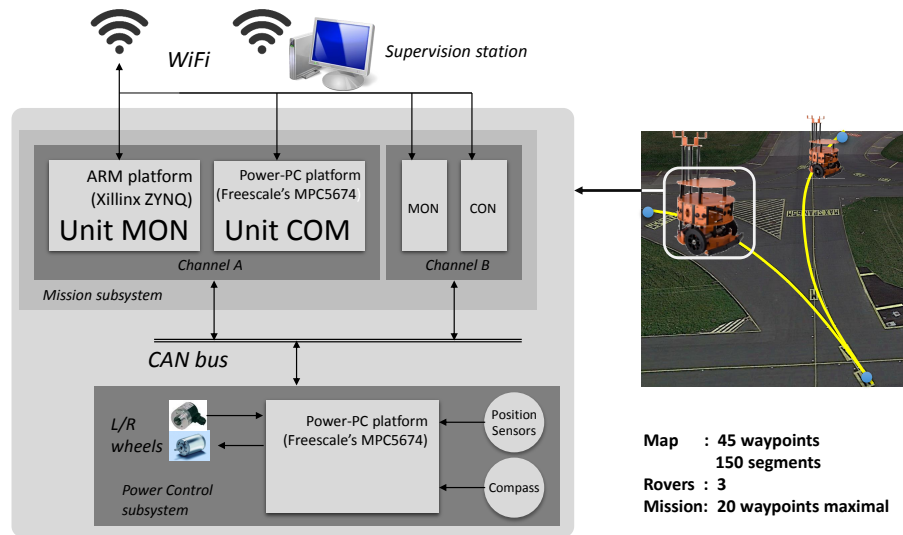 WiFi
Supervision station
ARM platform
(Xillinx ZYNQ)
Unit MON
Power-PC platform
(Freescale's MPC5674)
Unit COM
MON
CON
Channel A
Channel B
Mission subsystem
CAN bus
L/R
wheels
Power-PC platform
(Freescale's MPC5674)
Position
Sensors
Compass
Power Control
subsystem
Map : 45 waypoints
150 segments
Rovers : 3
Mission: 20 waypoints maximal